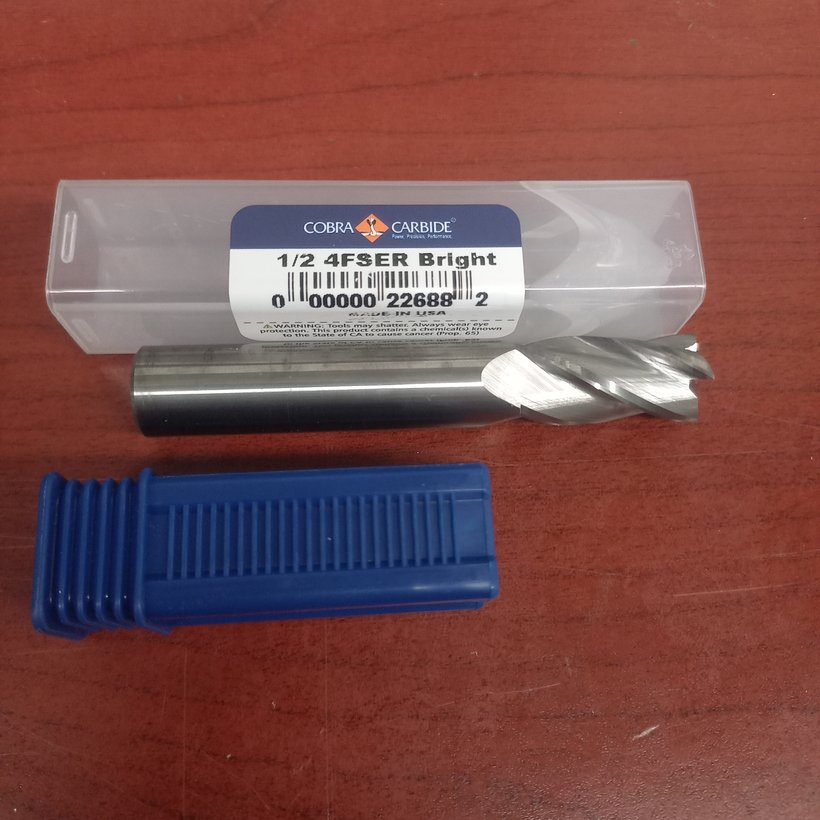 COBRA CARBIDE
Power. Precision. Performance.
1/2 4FSER Bright
0 00000 22688 2
MADE IN USA
⚠WARNING: Tools may shatter. Always wear eye
protection. This product contains a chemical(s) known
to the State of CA to cause cancer (Prop. 65)